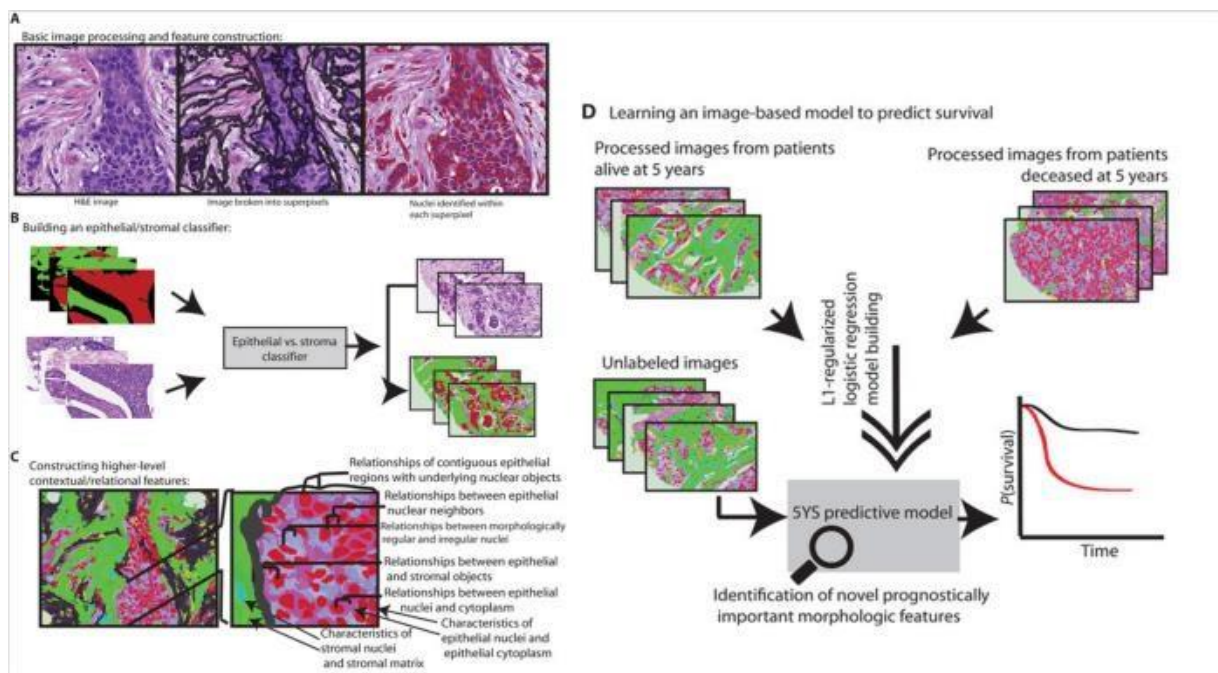 A
Basic image processing and feature construction:
H&E image
Image broken into superpixels
Nuclei identified within
each superpixel
B
Building an epithelial/stromal classifier:
Epithelial vs. stroma
classifier
C
Constructing higher-level
contextual/relational features:
Relationships of contiguous epithelial
regions with underlying nuclear objects
Relationships between epithelial
nuclear neighbors
Relationships between morphologically
regular and irregular nuclei
Relationships between epithelial
and stromal objects
Relationships between epithelial
nuclei and cytoplasm
Characteristics of
stromal nuclei
and stromal matrix
Characteristics of
epithelial nuclei and
epithelial cytoplasm
D Learning an image-based model to predict survival
Processed images from patients
alive at 5 years
Processed images from patients
deceased at 5 years
L1-regularized
logistic regression
model building
Unlabeled images
5YS predictive model
P(survival)
Time
Identification of novel prognostically
important morphologic features